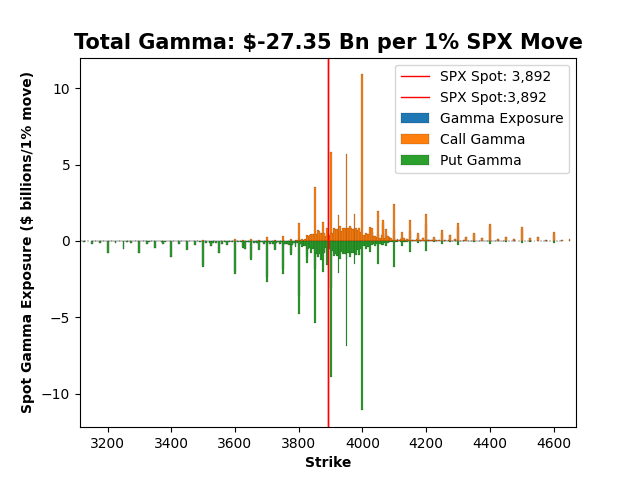 Total Gamma: $-27.35 Bn per 1% SPX Move
SPX Spot: 3,892
SPX Spot:3,892
Gamma Exposure
Call Gamma
Put Gamma
Spot Gamma Exposure ($ billions/1% move)
10
5
0
−5
−10
3200 3400 3600 3800 4000 4200 4400 4600
Strike